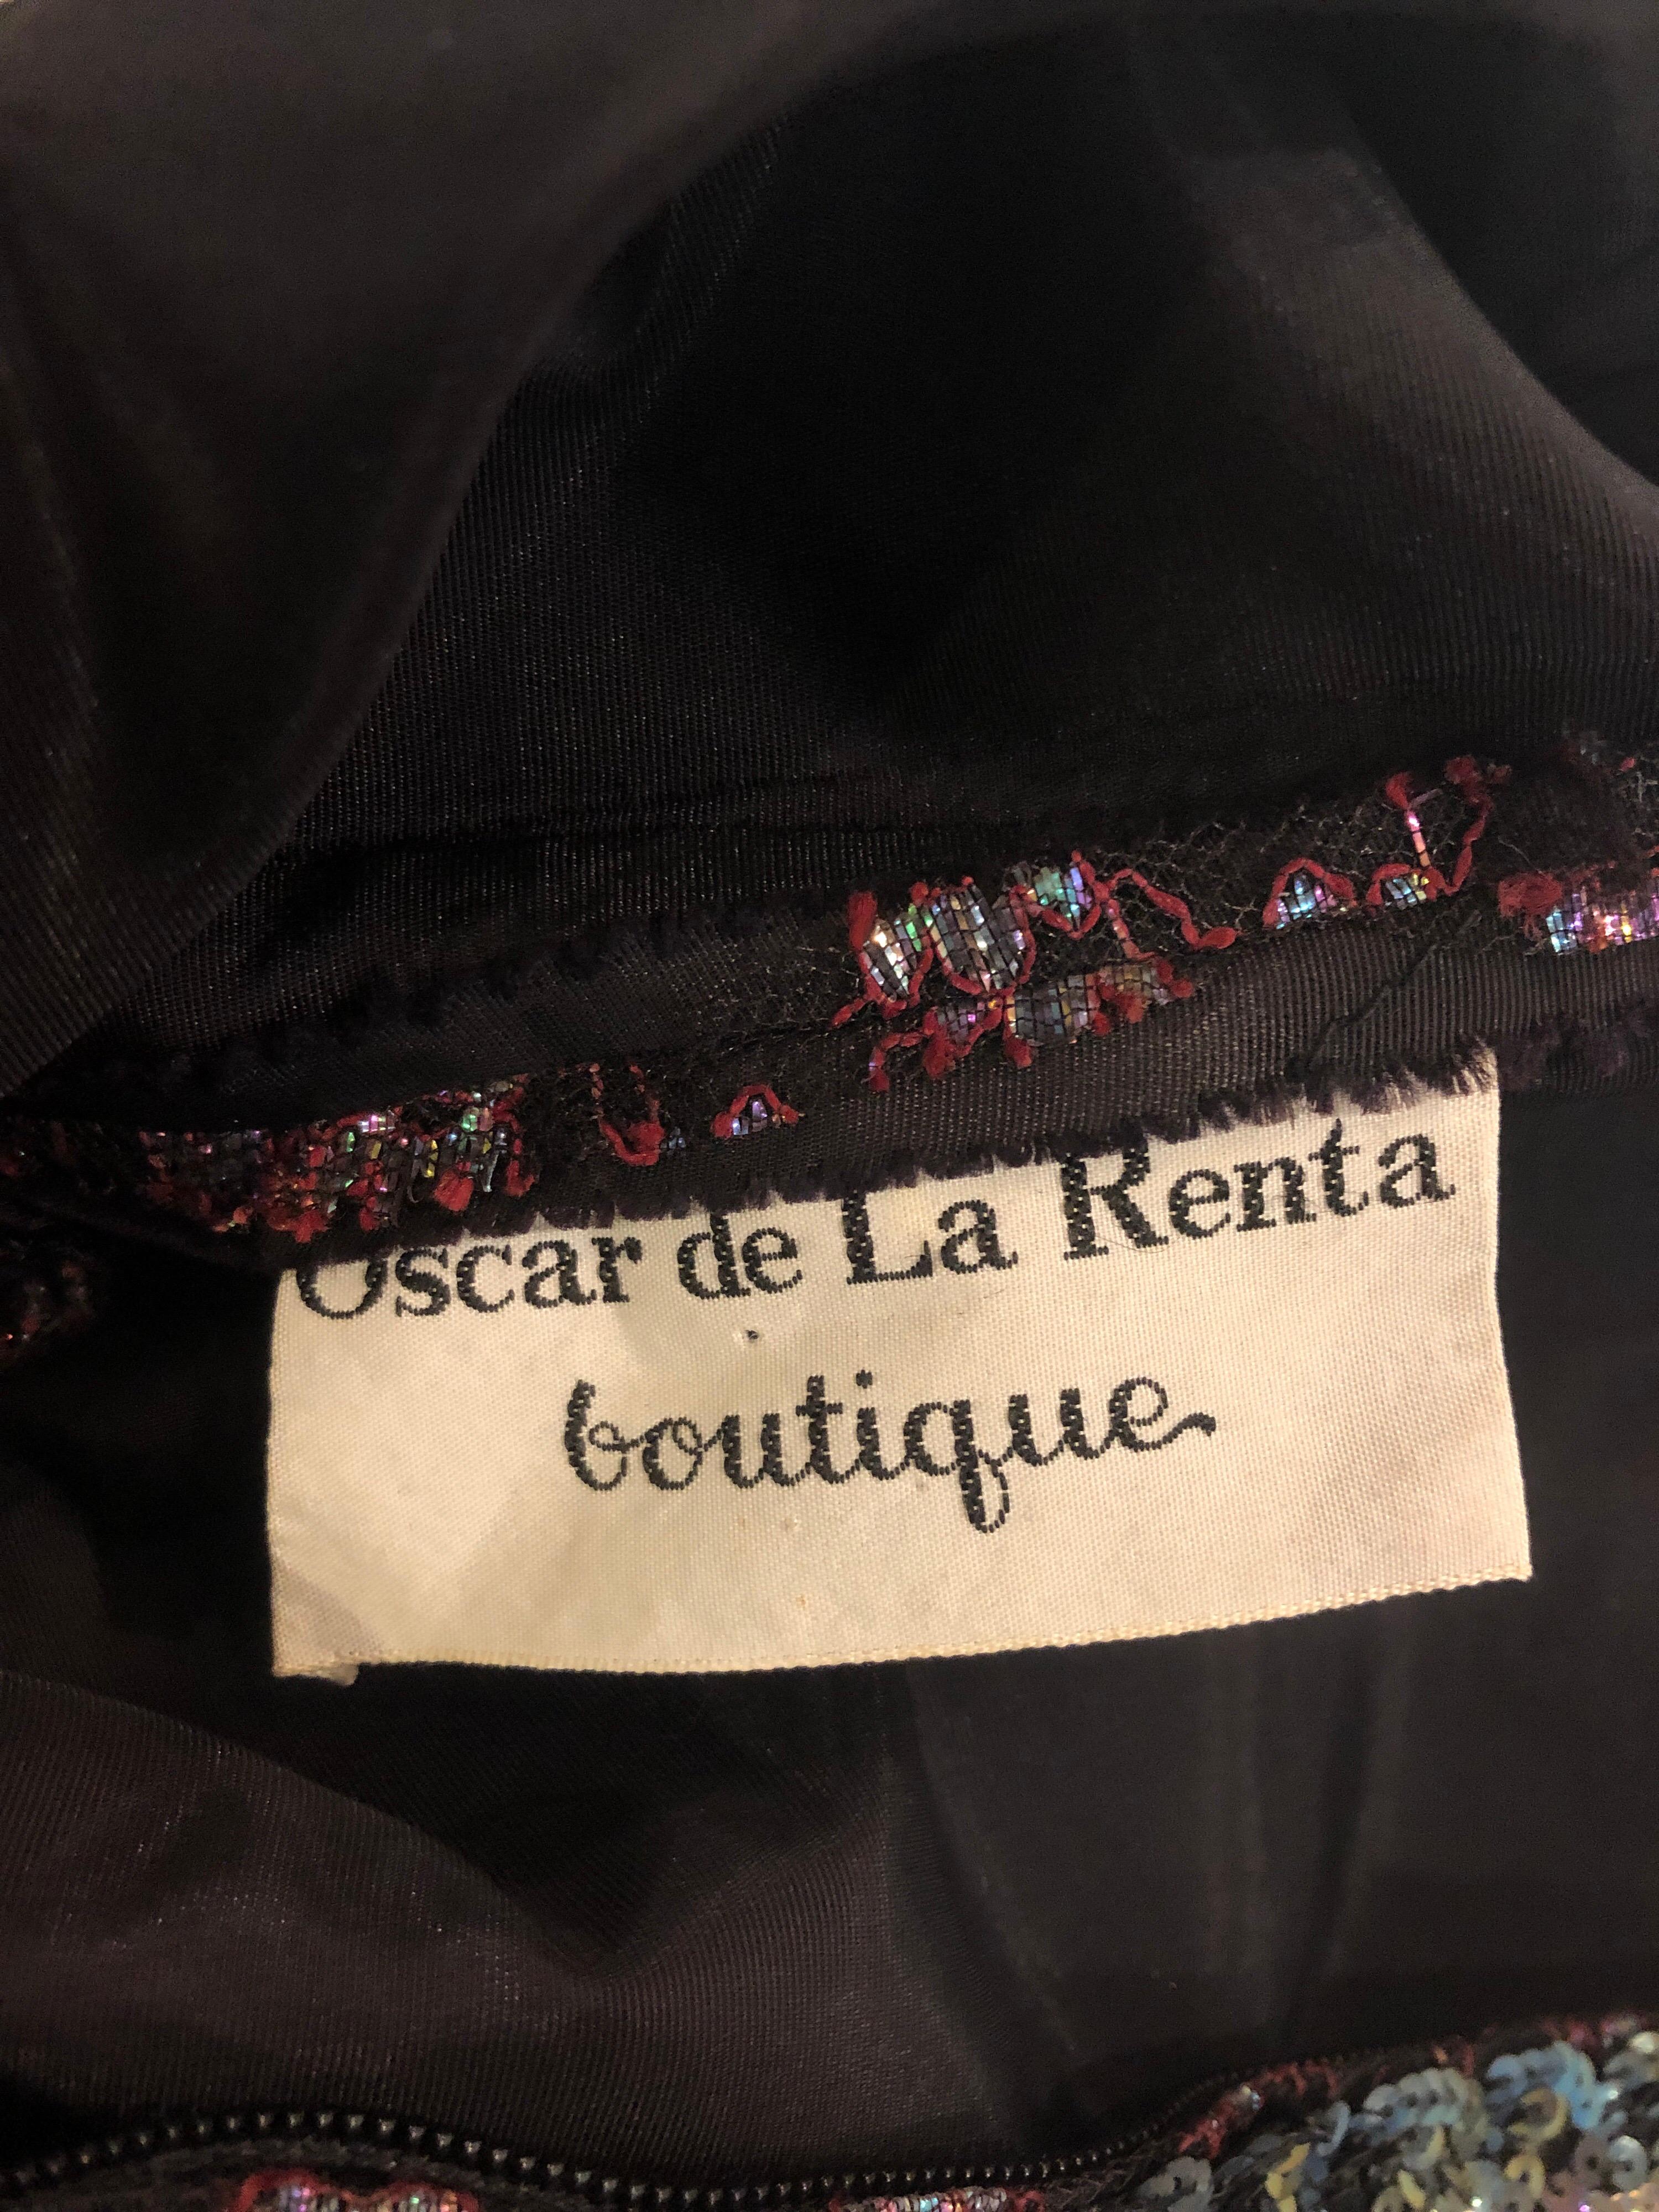 Oscar de La Renta
boutique